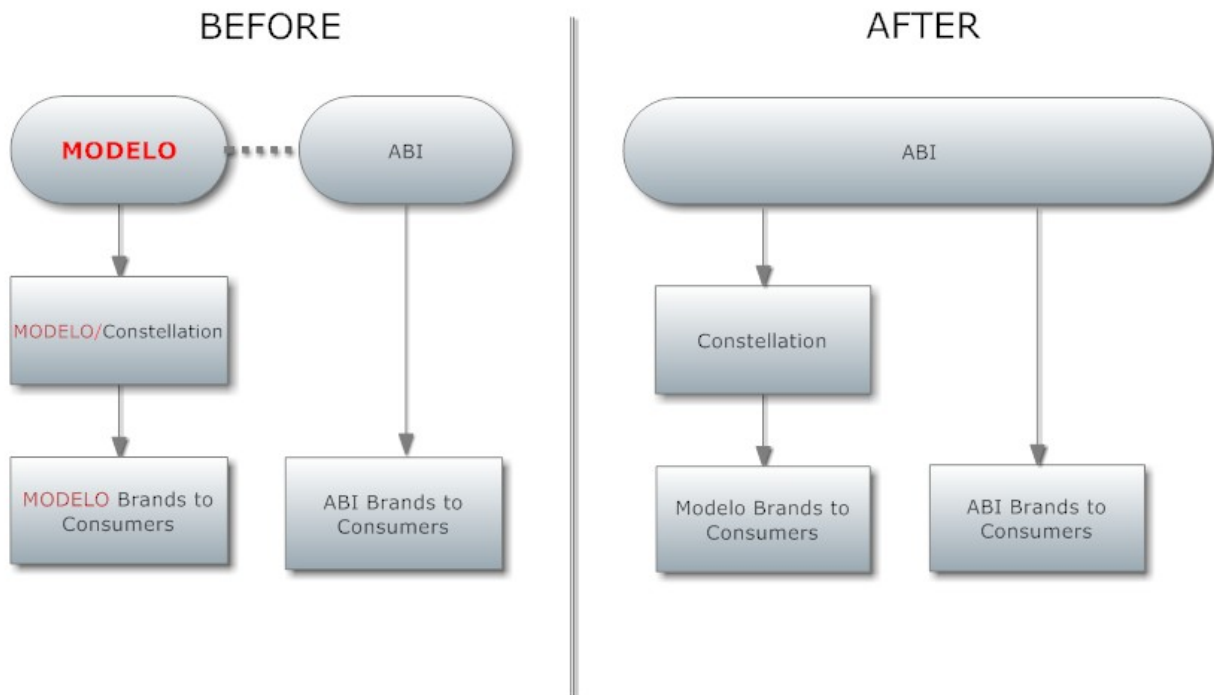 BEFORE
MODELO
ABI
MODELO/Constellation
MODELO Brands to
Consumers
ABI Brands to
Consumers
AFTER
ABI
Constellation
Modelo Brands to
Consumers
ABI Brands to
Consumers